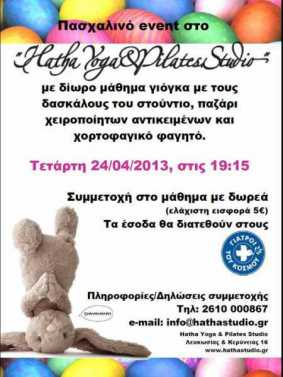 Πασχαλινό event στο
"Hatha Yoga & Pilates Studio"
με δίωρο μάθημα γιόγκα με τους
δασκάλους του στούντιο, παζάρι
χειροποίητων αντικειμένων και
χορτοφαγικό φαγητό.
Τετάρτη 24/04/2013, στις 19:15
Συμμετοχή στο μάθημα με δωρεά
(ελάχιστη εισφορά 5€)
Τα έσοδα θα διατεθούν στους
ΓΙΑΤΡΟΙ
ΤΟΥ ΚΟΣΜΟΥ
Πληροφορίες/Δηλώσεις συμμετοχής
Τηλ: 2610 000867
e-mail: info@hathastudio.gr
Hatha Yoga & Pilates Studio
Λευκωσίας & Κερύνειας 16
www.hathastudio.gr